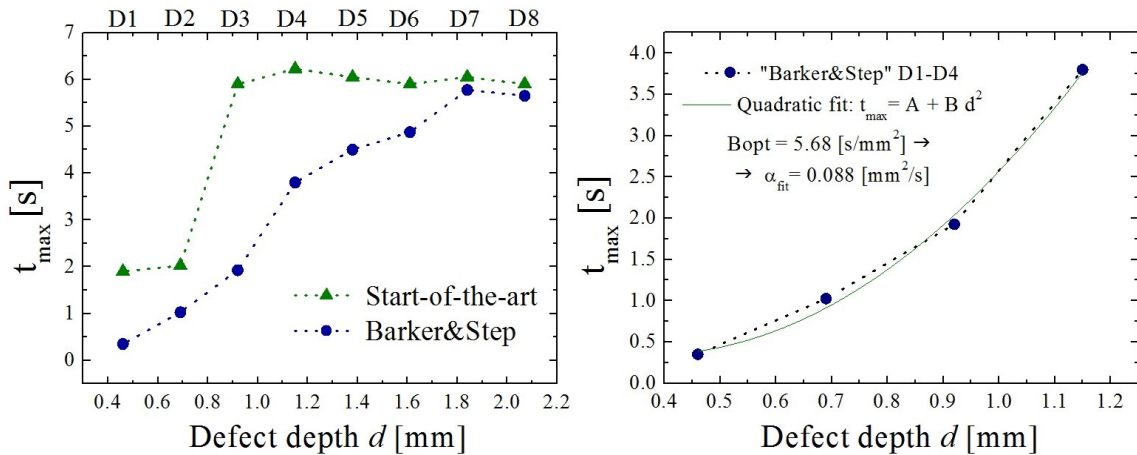 D1 D2 D3 D4 D5 D6 D7 D8
7
6
5
4
3
2
1
0
t_max [s]
Start-of-the-art
Barker&Step
0.4 0.6 0.8 1.0 1.2 1.4 1.6 1.8 2.0 2.2
Defect depth d [mm]
4.0
3.5
3.0
2.5
2.0
1.5
1.0
0.5
0.0
t_max [s]
"Barker&Step" D1-D4
Quadratic fit: t_max = A + B d²
Bopt = 5.68 [s/mm²] →
→ α_fit = 0.088 [mm²/s]
0.4 0.5 0.6 0.7 0.8 0.9 1.0 1.1 1.2
Defect depth d [mm]